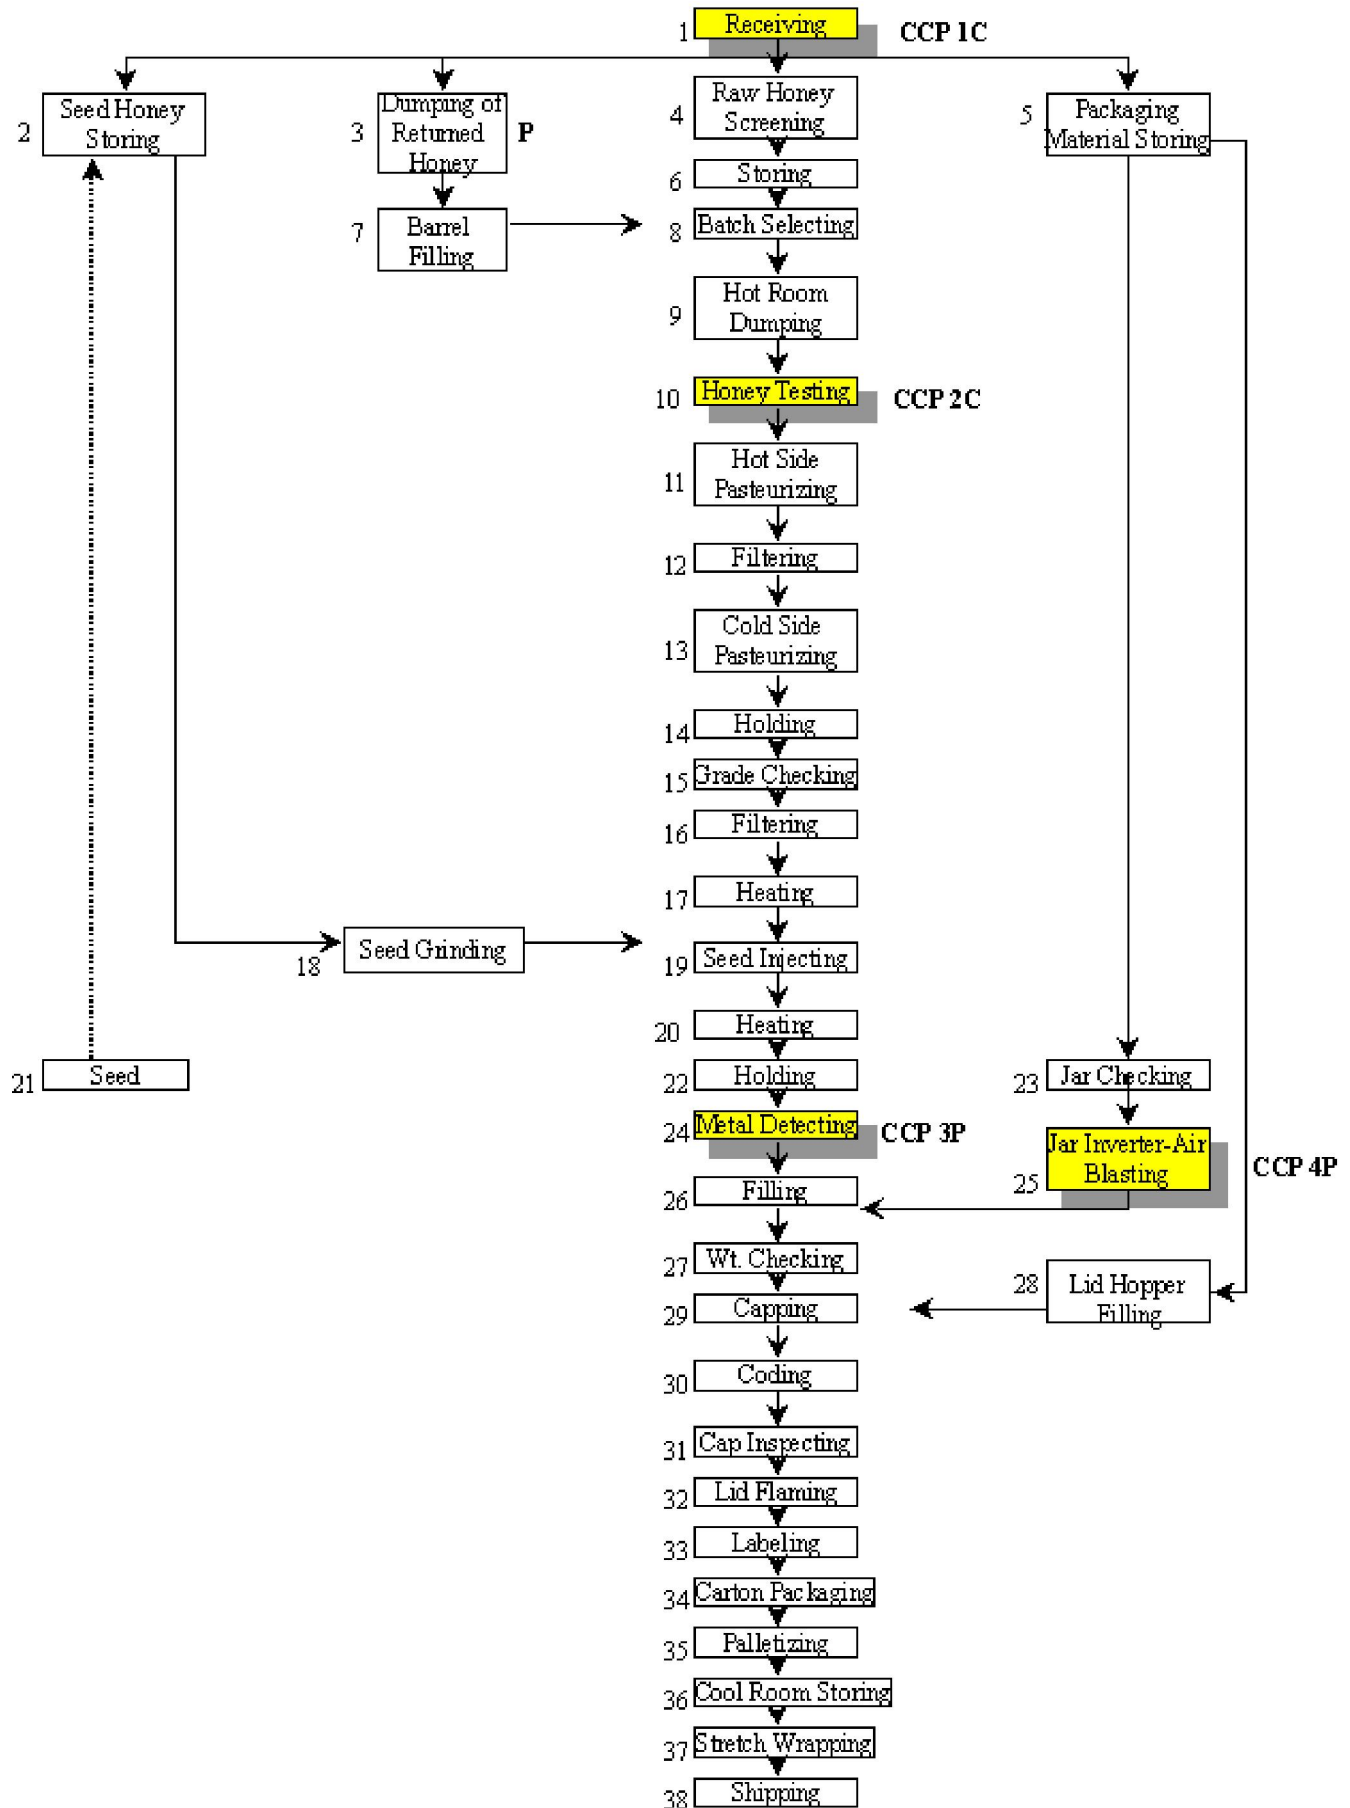 1 Receiving CCP 1C
2 Seed Honey
Storing
3 Dumping of
Returned
Honey
P
4 Raw Honey
Screening
5 Packaging
Material Storing
6 Storing
7 Barrel
Filling
8 Batch Selecting
9 Hot Room
Dumping
10 Honey Testing CCP 2C
11 Hot Side
Pasteurizing
12 Filtering
13 Cold Side
Pasteurizing
14 Holding
15 Grade Checking
16 Filtering
17 Heating
18 Seed Grinding
19 Seed Injecting
20 Heating
21 Seed
22 Holding
23 Jar Checking
24 Metal Detecting CCP 3P
25 Jar Inverter-Air
Blasting
CCP 4P
26 Filling
27 Wt. Checking
28 Lid Hopper
Filling
29 Capping
30 Coding
31 Cap Inspecting
32 Lid Flaming
33 Labeling
34 Carton Packaging
35 Palletizing
36 Cool Room Storing
37 Stretch Wrapping
38 Shipping